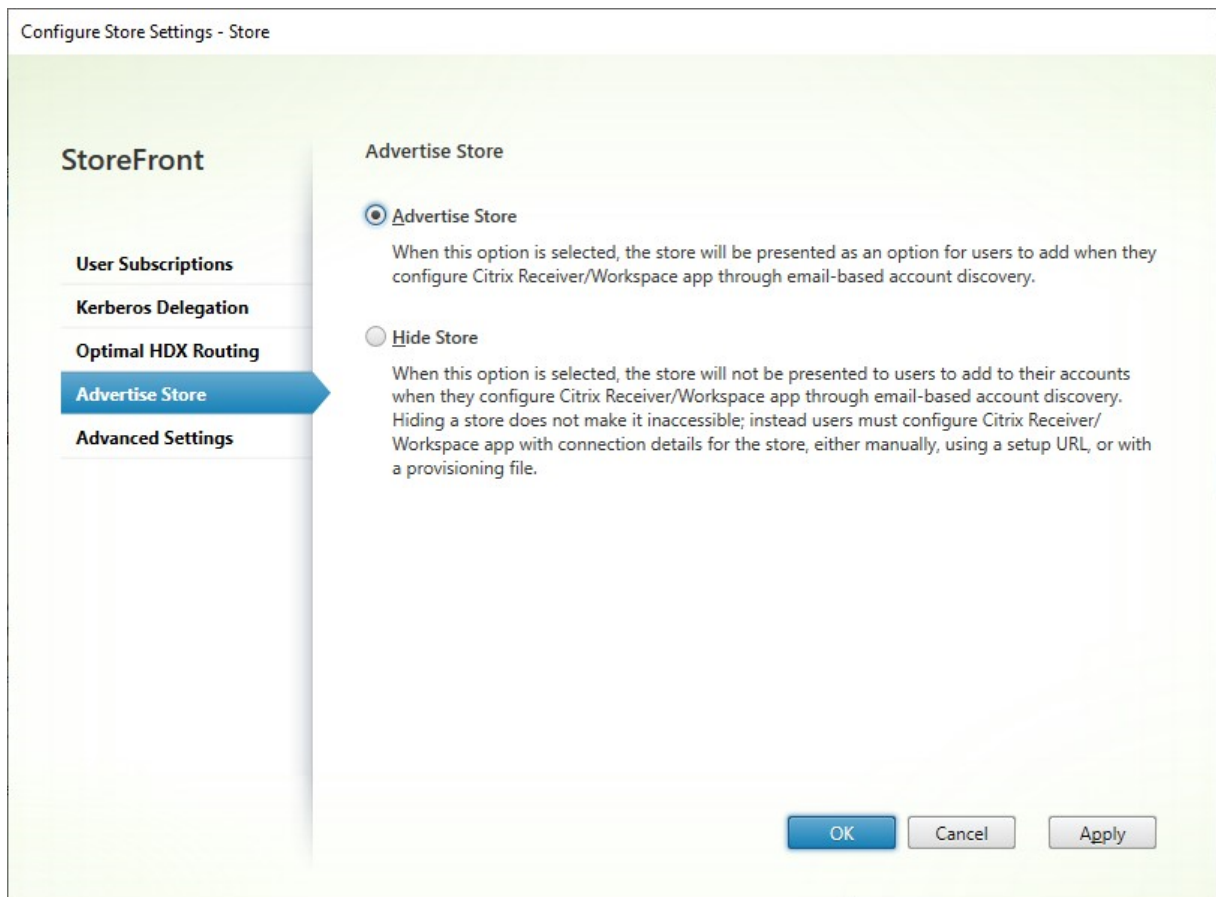 Configure Store Settings - Store
StoreFront
User Subscriptions
Kerberos Delegation
Optimal HDX Routing
Advertise Store
Advanced Settings
Advertise Store
Advertise Store
When this option is selected, the store will be presented as an option for users to add when they
configure Citrix Receiver/Workspace app through email-based account discovery.
Hide Store
When this option is selected, the store will not be presented to users to add to their accounts
when they configure Citrix Receiver/Workspace app through email-based account discovery.
Hiding a store does not make it inaccessible; instead users must configure Citrix Receiver/
Workspace app with connection details for the store, either manually, using a setup URL, or with
a provisioning file.
OK
Cancel
Apply